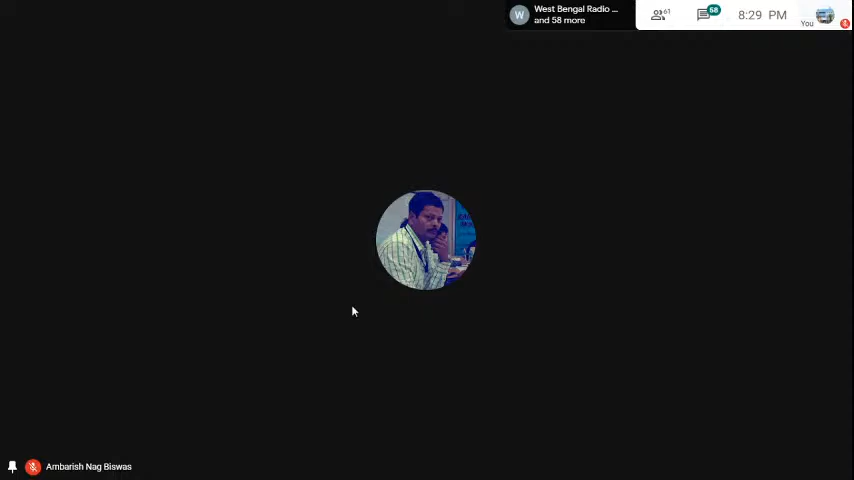 W
West Bengal Radio ...
and 58 more
61
58
8:29 PM
You
Ambarish Nag Biswas